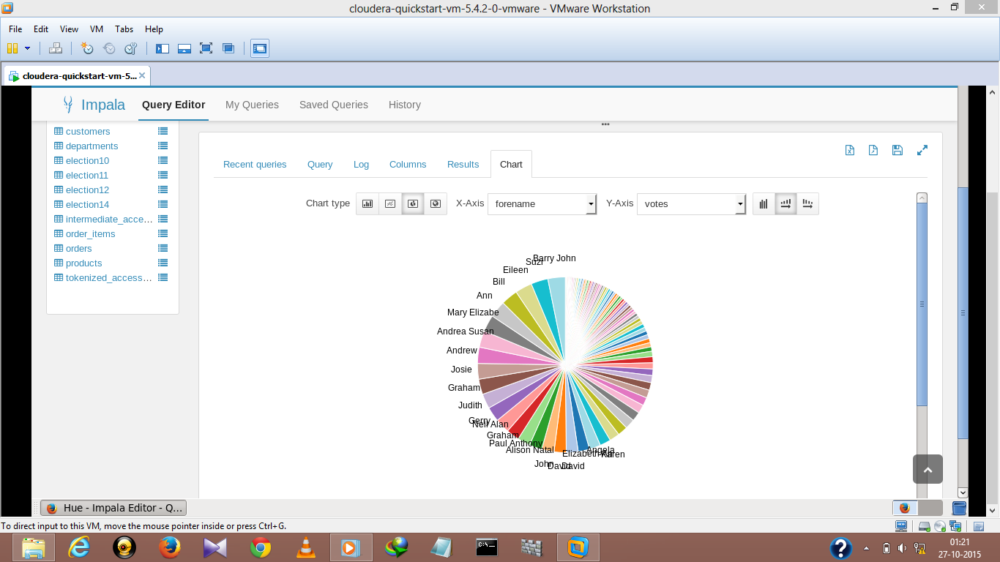 cloudera-quickstart-vm-5.4.2-0-vmware - VMware Workstation
File Edit View VM Tabs Help
cloudera-quickstart-vm-5...
Impala Query Editor My Queries Saved Queries History
customers
departments
election10
election11
election12
election14
intermediate_acce...
order_items
orders
products
tokenized_access...
Recent queries Query Log Columns Results Chart
Chart type X-Axis forename Y-Axis votes
Barry John
Suzi
Eileen
Bill
Ann
Mary Elizabe
Andrea Susan
Andrew
Josie
Graham
Judith
Gerry
Neil Alan
Graham
Paul Anthony
Alison Natal
John
David
David
Elizabeth
Angela
Karen
Hue - Impala Editor - Q...
To direct input to this VM, move the mouse pointer inside or press Ctrl+G.
01:21
27-10-2015